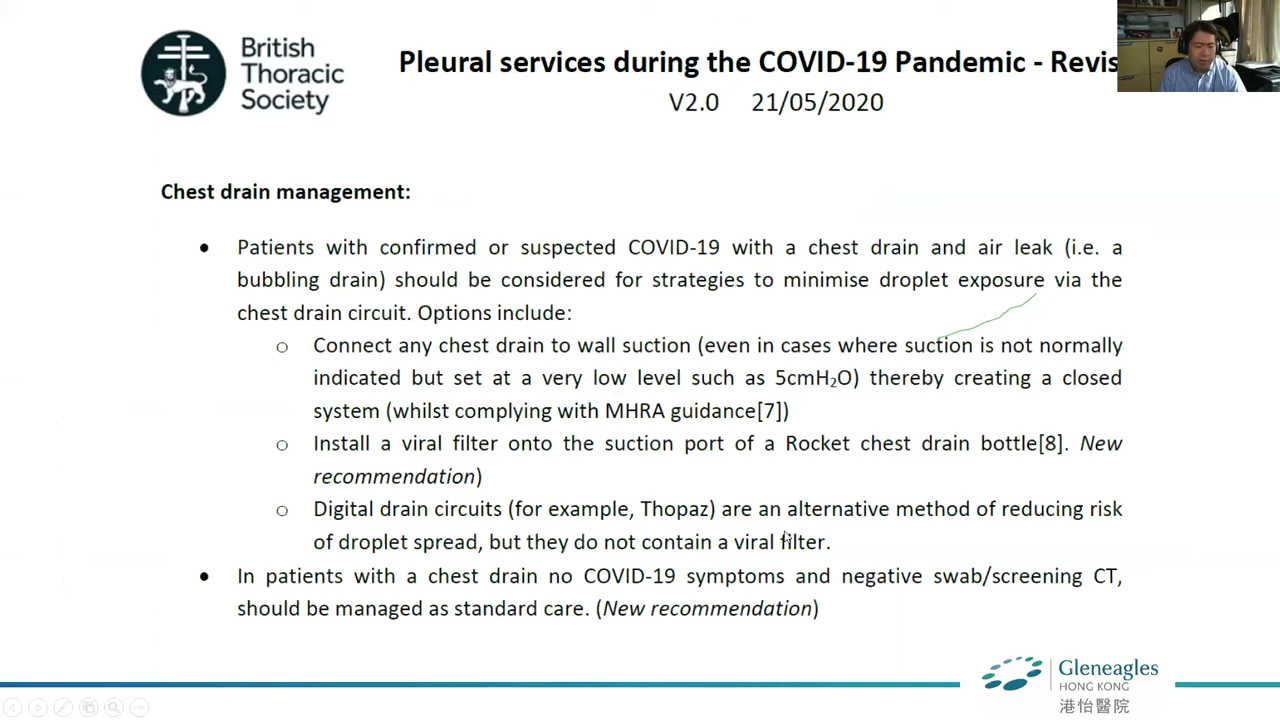 British
Thoracic
Society
Pleural services during the COVID-19 Pandemic - Revis
V2.0 21/05/2020
Chest drain management:
• Patients with confirmed or suspected COVID-19 with a chest drain and air leak (i.e. a
bubbling drain) should be considered for strategies to minimise droplet exposure via the
chest drain circuit. Options include:
o Connect any chest drain to wall suction (even in cases where suction is not normally
indicated but set at a very low level such as 5cmH₂O) thereby creating a closed
system (whilst complying with MHRA guidance[7])
o Install a viral filter onto the suction port of a Rocket chest drain bottle[8]. New
recommendation)
o Digital drain circuits (for example, Thopaz) are an alternative method of reducing risk
of droplet spread, but they do not contain a viral filter.
• In patients with a chest drain no COVID-19 symptoms and negative swab/screening CT,
should be managed as standard care. (New recommendation)
Gleneagles
HONG KONG
港怡醫院